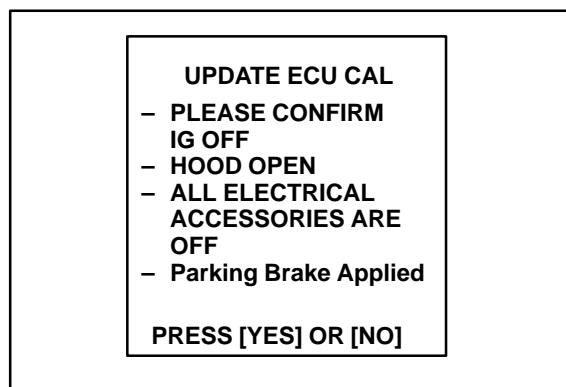 UPDATE ECU CAL
– PLEASE CONFIRM
IG OFF
– HOOD OPEN
– ALL ELECTRICAL
ACCESSORIES ARE
OFF
– Parking Brake Applied
PRESS [YES] OR [NO]